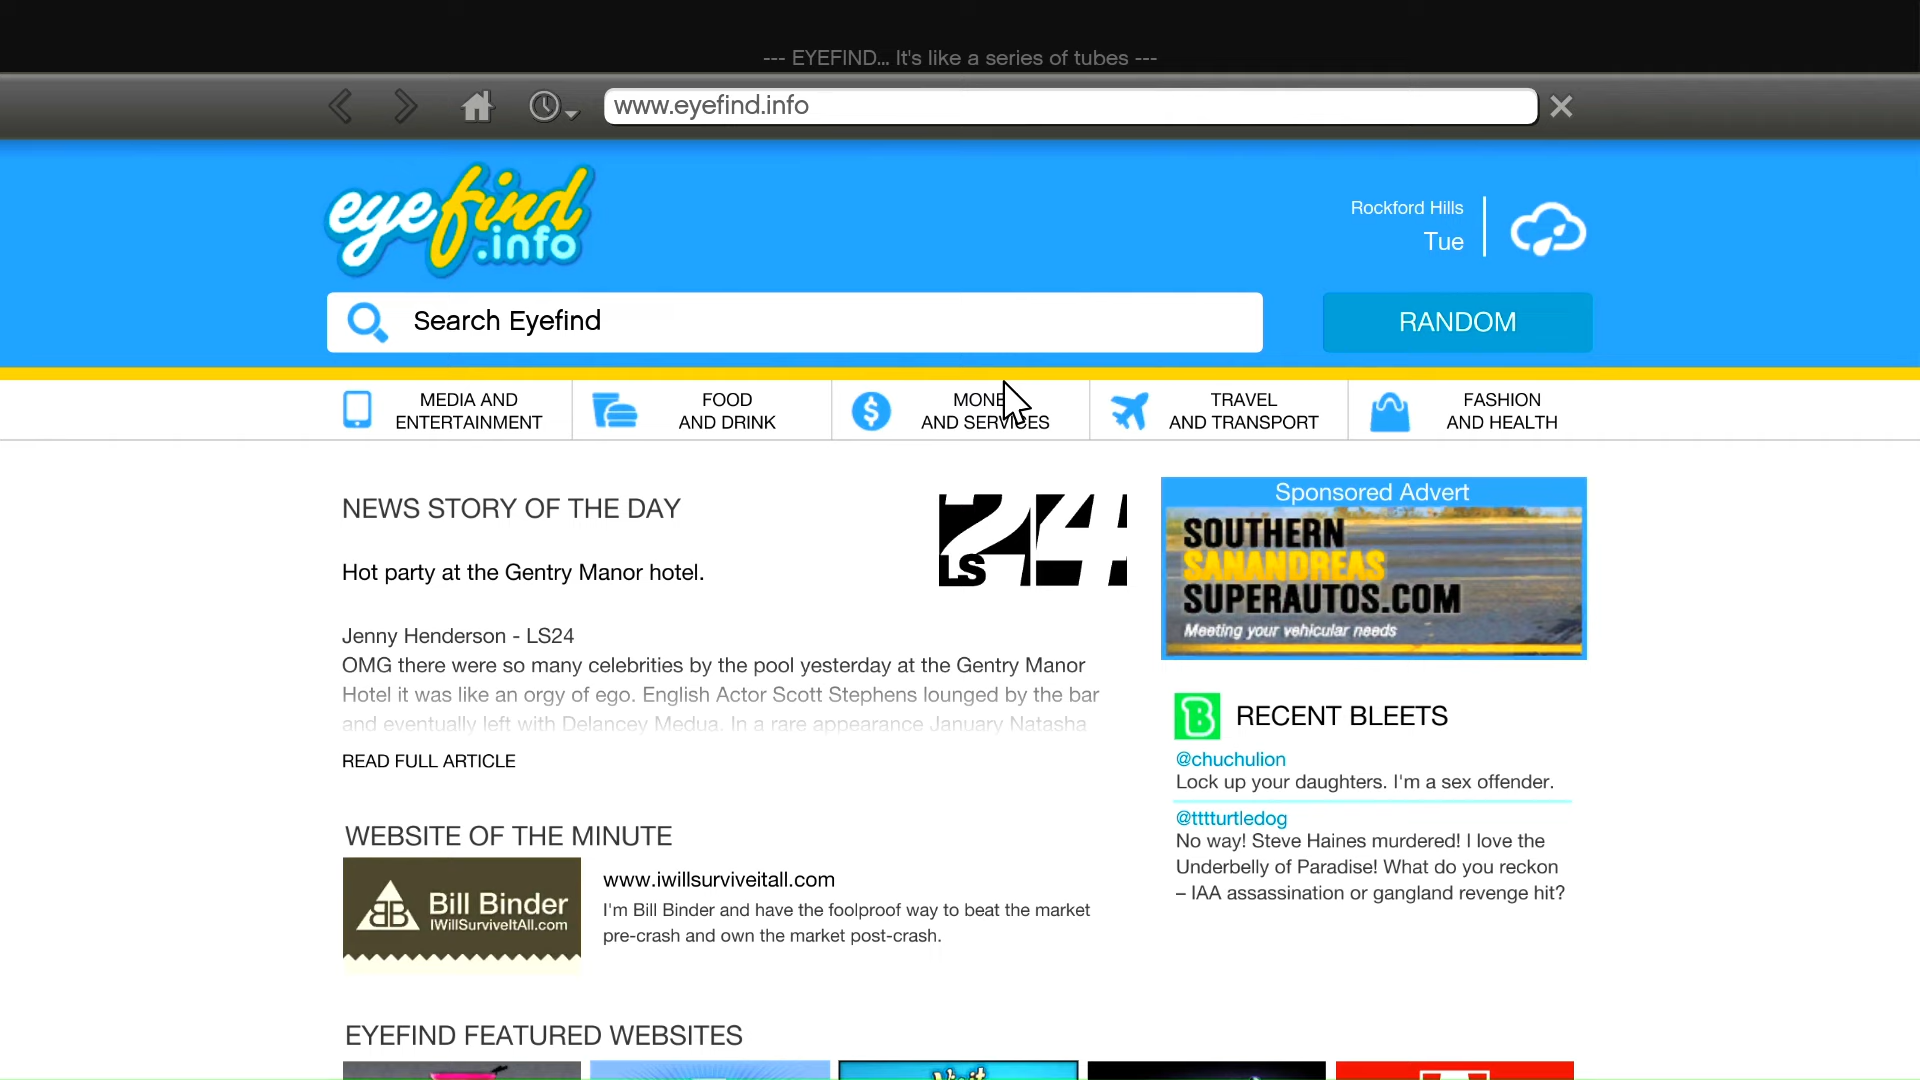 --- EYEFIND... It's like a series of tubes ---
www.eyefind.info
eyefind
.info
Rockford Hills
Tue
Search Eyefind
RANDOM
MEDIA AND
ENTERTAINMENT
FOOD
AND DRINK
MONE
AND SERVICES
TRAVEL
AND TRANSPORT
FASHION
AND HEALTH
NEWS STORY OF THE DAY
24
LS
Hot party at the Gentry Manor hotel.
Jenny Henderson - LS24
OMG there were so many celebrities by the pool yesterday at the Gentry Manor
Hotel it was like an orgy of ego. English Actor Scott Stephens lounged by the bar
and eventually left with Delancey Medua. In a rare appearance January Natasha
READ FULL ARTICLE
Sponsored Advert
SOUTHERN
SANANDREAS
SUPERAUTOS.COM
Meeting your vehicular needs
B RECENT BLEETS
@chuchulion
Lock up your daughters. I'm a sex offender.
@tttturtledog
No way! Steve Haines murdered! I love the
Underbelly of Paradise! What do you reckon
– IAA assassination or gangland revenge hit?
WEBSITE OF THE MINUTE
BB Bill Binder
IWillSurviveItAll.com
www.iwillsurviveitall.com
I'm Bill Binder and have the foolproof way to beat the market
pre-crash and own the market post-crash.
EYEFIND FEATURED WEBSITES
Visit